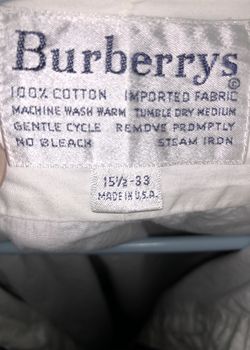 Burberrys
©
100% COTTON IMPORTED FABRIC
MACHINE WASH WARM TUMBLE DRY MEDIUM
GENTLE CYCLE REMOVE PROMPTLY
NO BLEACH STEAM IRON
15½-33
MADE IN U.S.A.